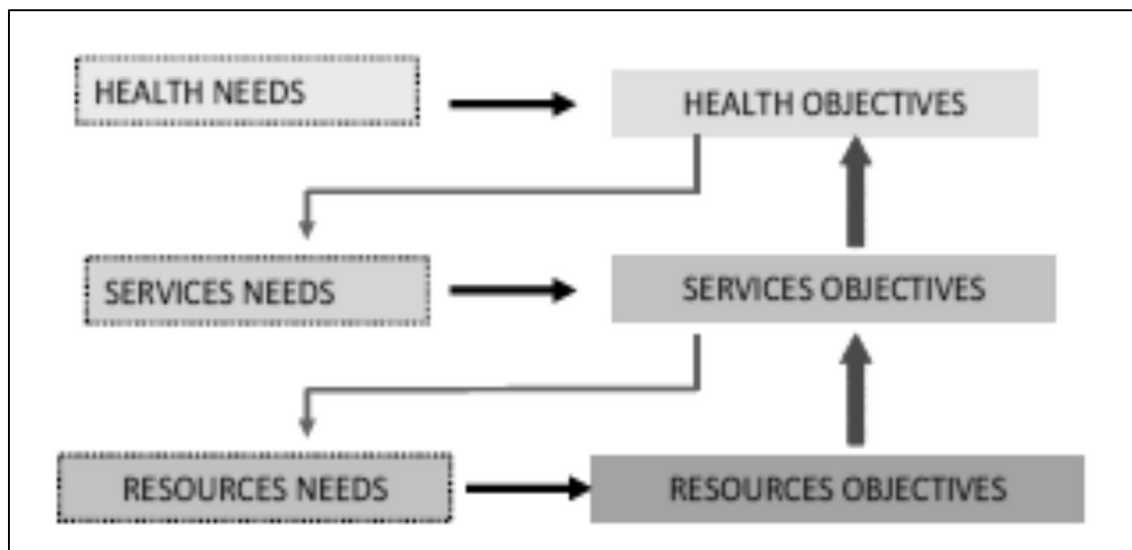 HEALTH NEEDS
HEALTH OBJECTIVES
SERVICES NEEDS
SERVICES OBJECTIVES
RESOURCES NEEDS
RESOURCES OBJECTIVES